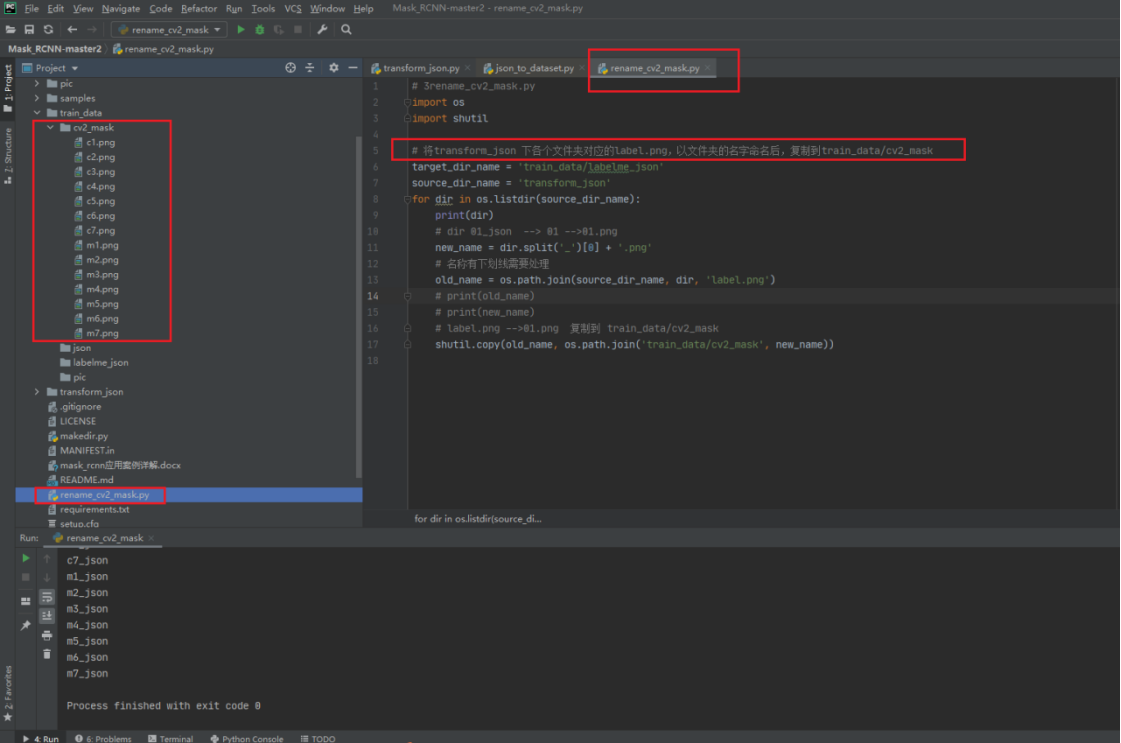 File Edit View Navigate Code Refactor Run Tools VCS Window Help Mask_RCNN-master2 - rename_cv2_mask.py
rename_cv2_mask
Mask_RCNN-master2 rename_cv2_mask.py
1: Project
Z: Structure
2: Favorites
Project
pic
samples
train_data
cv2_mask
c1.png
c2.png
c3.png
c4.png
c5.png
c6.png
c7.png
m1.png
m2.png
m3.png
m4.png
m5.png
m6.png
m7.png
json
labelme_json
pic
transform_json
.gitignore
LICENSE
makedir.py
MANIFEST.in
mask_rcnn应用案例详解.docx
README.md
rename_cv2_mask.py
requirements.txt
setup.cfg
transform_json.py json_to_dataset.py rename_cv2_mask.py
1 # 3rename_cv2_mask.py
2 import os
3 import shutil
4
5 # 将transform_json 下各个文件夹对应的label.png，以文件夹的名字命名后，复制到train_data/cv2_mask
6 target_dir_name = 'train_data/labelme_json'
7 source_dir_name = 'transform_json'
8 for dir in os.listdir(source_dir_name):
9 print(dir)
10 # dir 01_json --> 01 -->01.png
11 new_name = dir.split('_')[0] + '.png'
12 # 名称有下划线需要处理
13 old_name = os.path.join(source_dir_name, dir, 'label.png')
14 # print(old_name)
15 # print(new_name)
16 # label.png -->01.png 复制到 train_data/cv2_mask
17 shutil.copy(old_name, os.path.join('train_data/cv2_mask', new_name))
18
for dir in os.listdir(source_di...
Run: rename_cv2_mask
c7_json
m1_json
m2_json
m3_json
m4_json
m5_json
m6_json
m7_json
Process finished with exit code 0
4: Run 6: Problems Terminal Python Console TODO